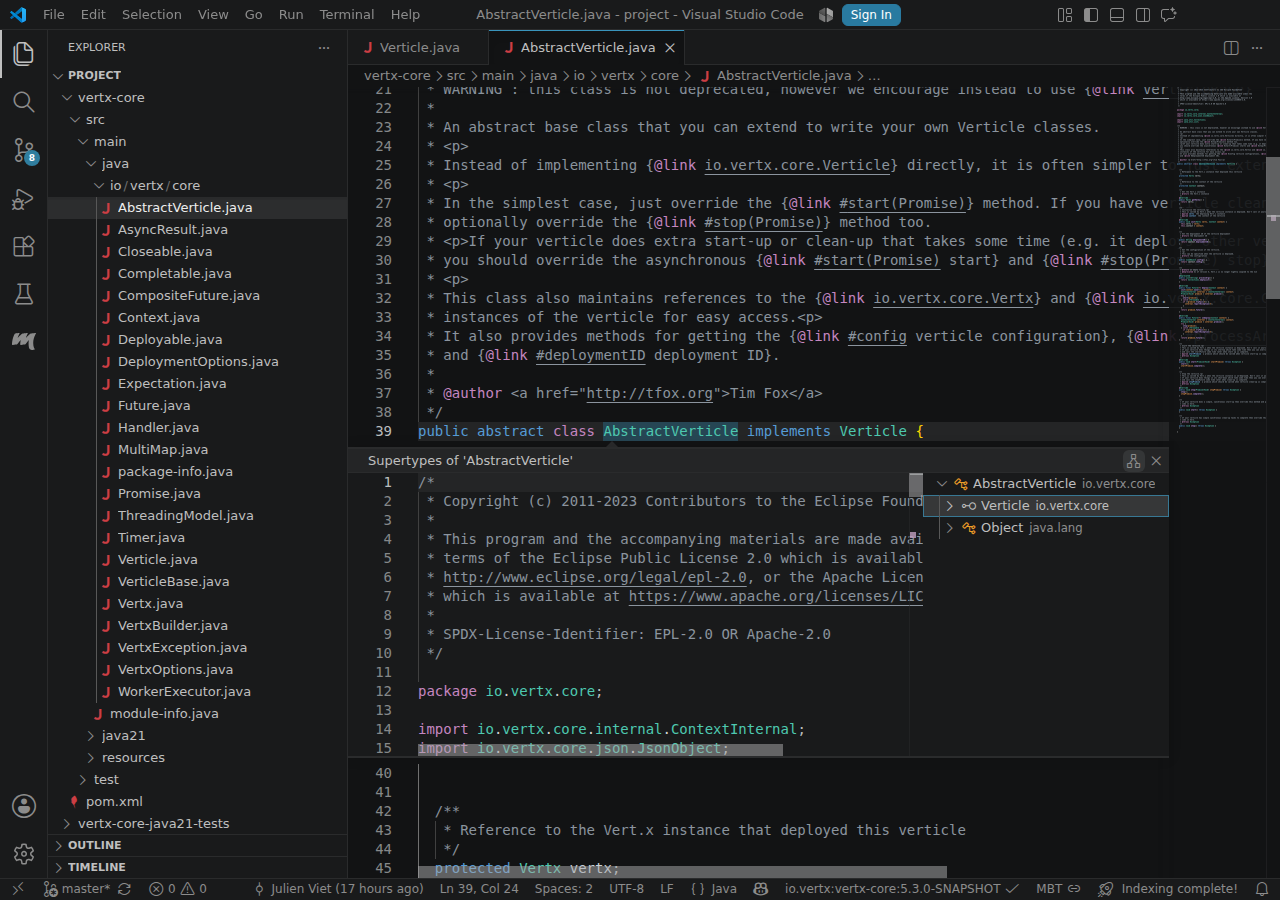 File Edit Selection View Go Run Terminal Help
AbstractVerticle.java - project - Visual Studio Code
Sign In
EXPLORER
PROJECT
vertx-core
src
main
java
io / vertx / core
AbstractVerticle.java
AsyncResult.java
Closeable.java
Completable.java
CompositeFuture.java
Context.java
Deployable.java
DeploymentOptions.java
Expectation.java
Future.java
Handler.java
MultiMap.java
package-info.java
Promise.java
ThreadingModel.java
Timer.java
Verticle.java
VerticleBase.java
Vertx.java
VertxBuilder.java
VertxException.java
VertxOptions.java
WorkerExecutor.java
module-info.java
java21
resources
test
pom.xml
vertx-core-java21-tests
OUTLINE
TIMELINE
8
Verticle.java
AbstractVerticle.java
vertx-core > src > main > java > io > vertx > core > AbstractVerticle.java > ...
21 * WARNING : this class is not deprecated, however we encourage instead to use {@link Ver
22 *
23 * An abstract base class that you can extend to write your own Verticle classes.
24 * <p>
25 * Instead of implementing {@link io.vertx.core.Verticle} directly, it is often simpler t
26 * <p>
27 * In the simplest case, just override the {@link #start(Promise)} method. If you have ver
28 * optionally override the {@link #stop(Promise)} method too.
29 * <p>If your verticle does extra start-up or clean-up that takes some time (e.g. it depl
30 * you should override the asynchronous {@link #start(Promise) start} and {@link #stop(Pr
31 * <p>
32 * This class also maintains references to the {@link io.vertx.core.Vertx} and {@link io.
33 * instances of the verticle for easy access.<p>
34 * It also provides methods for getting the {@link #config verticle configuration}, {@link
35 * and {@link #deploymentID deployment ID}.
36 *
37 * @author <a href="http://tfox.org">Tim Fox</a>
38 */
39 public abstract class AbstractVerticle implements Verticle {
Supertypes of 'AbstractVerticle'
1 /*
2 * Copyright (c) 2011-2023 Contributors to the Eclipse Found
3 *
4 * This program and the accompanying materials are made avai
5 * terms of the Eclipse Public License 2.0 which is availabl
6 * http://www.eclipse.org/legal/epl-2.0, or the Apache Licen
7 * which is available at https://www.apache.org/licenses/LIC
8 *
9 * SPDX-License-Identifier: EPL-2.0 OR Apache-2.0
10 */
11
12 package io.vertx.core;
13
14 import io.vertx.core.internal.ContextInternal;
15 import io.vertx.core.json.JsonObject;
AbstractVerticle io.vertx.core
Verticle io.vertx.core
Object java.lang
40
41
42 /**
43 * Reference to the Vert.x instance that deployed this verticle
44 */
45 protected Vertx vertx;
master* 0 0 Julien Viet (17 hours ago) Ln 39, Col 24 Spaces: 2 UTF-8 LF { } Java io.vertx:vertx-core:5.3.0-SNAPSHOT MBT Indexing complete!